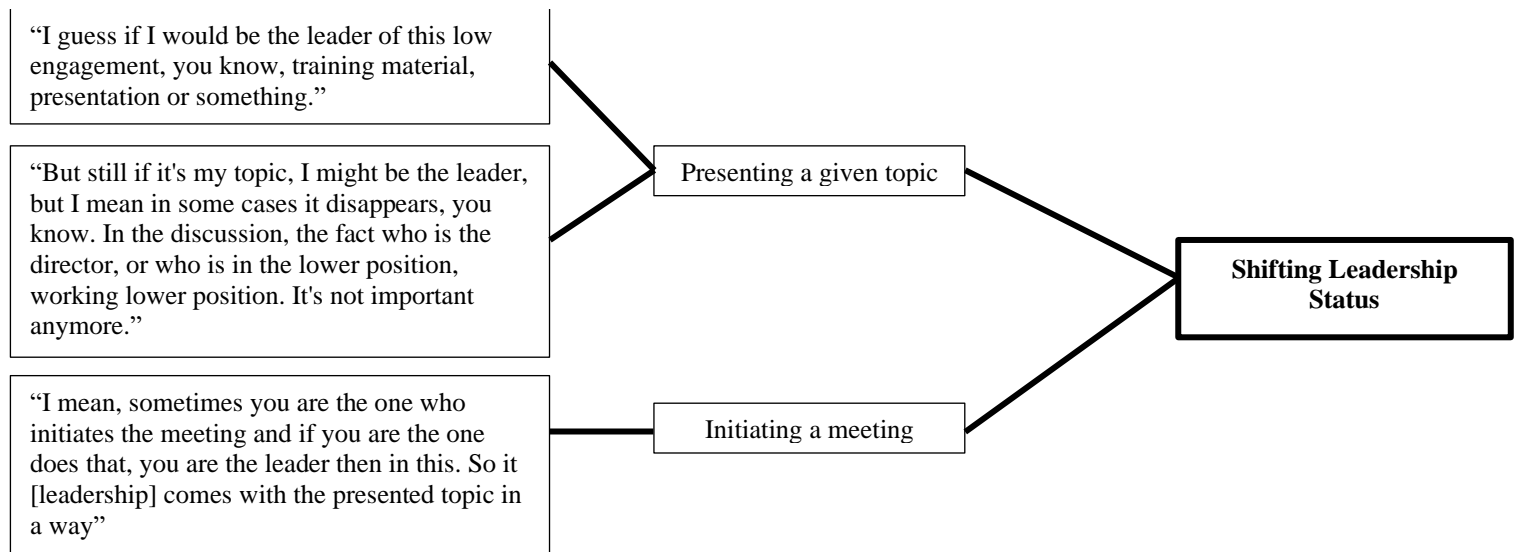 “I guess if I would be the leader of this low
engagement, you know, training material,
presentation or something.”
“But still if it's my topic, I might be the leader,
but I mean in some cases it disappears, you
know. In the discussion, the fact who is the
director, or who is in the lower position,
working lower position. It's not important
anymore.”
“I mean, sometimes you are the one who
initiates the meeting and if you are the one
does that, you are the leader then in this. So it
[leadership] comes with the presented topic in
a way”
Presenting a given topic
Initiating a meeting
Shifting Leadership
Status